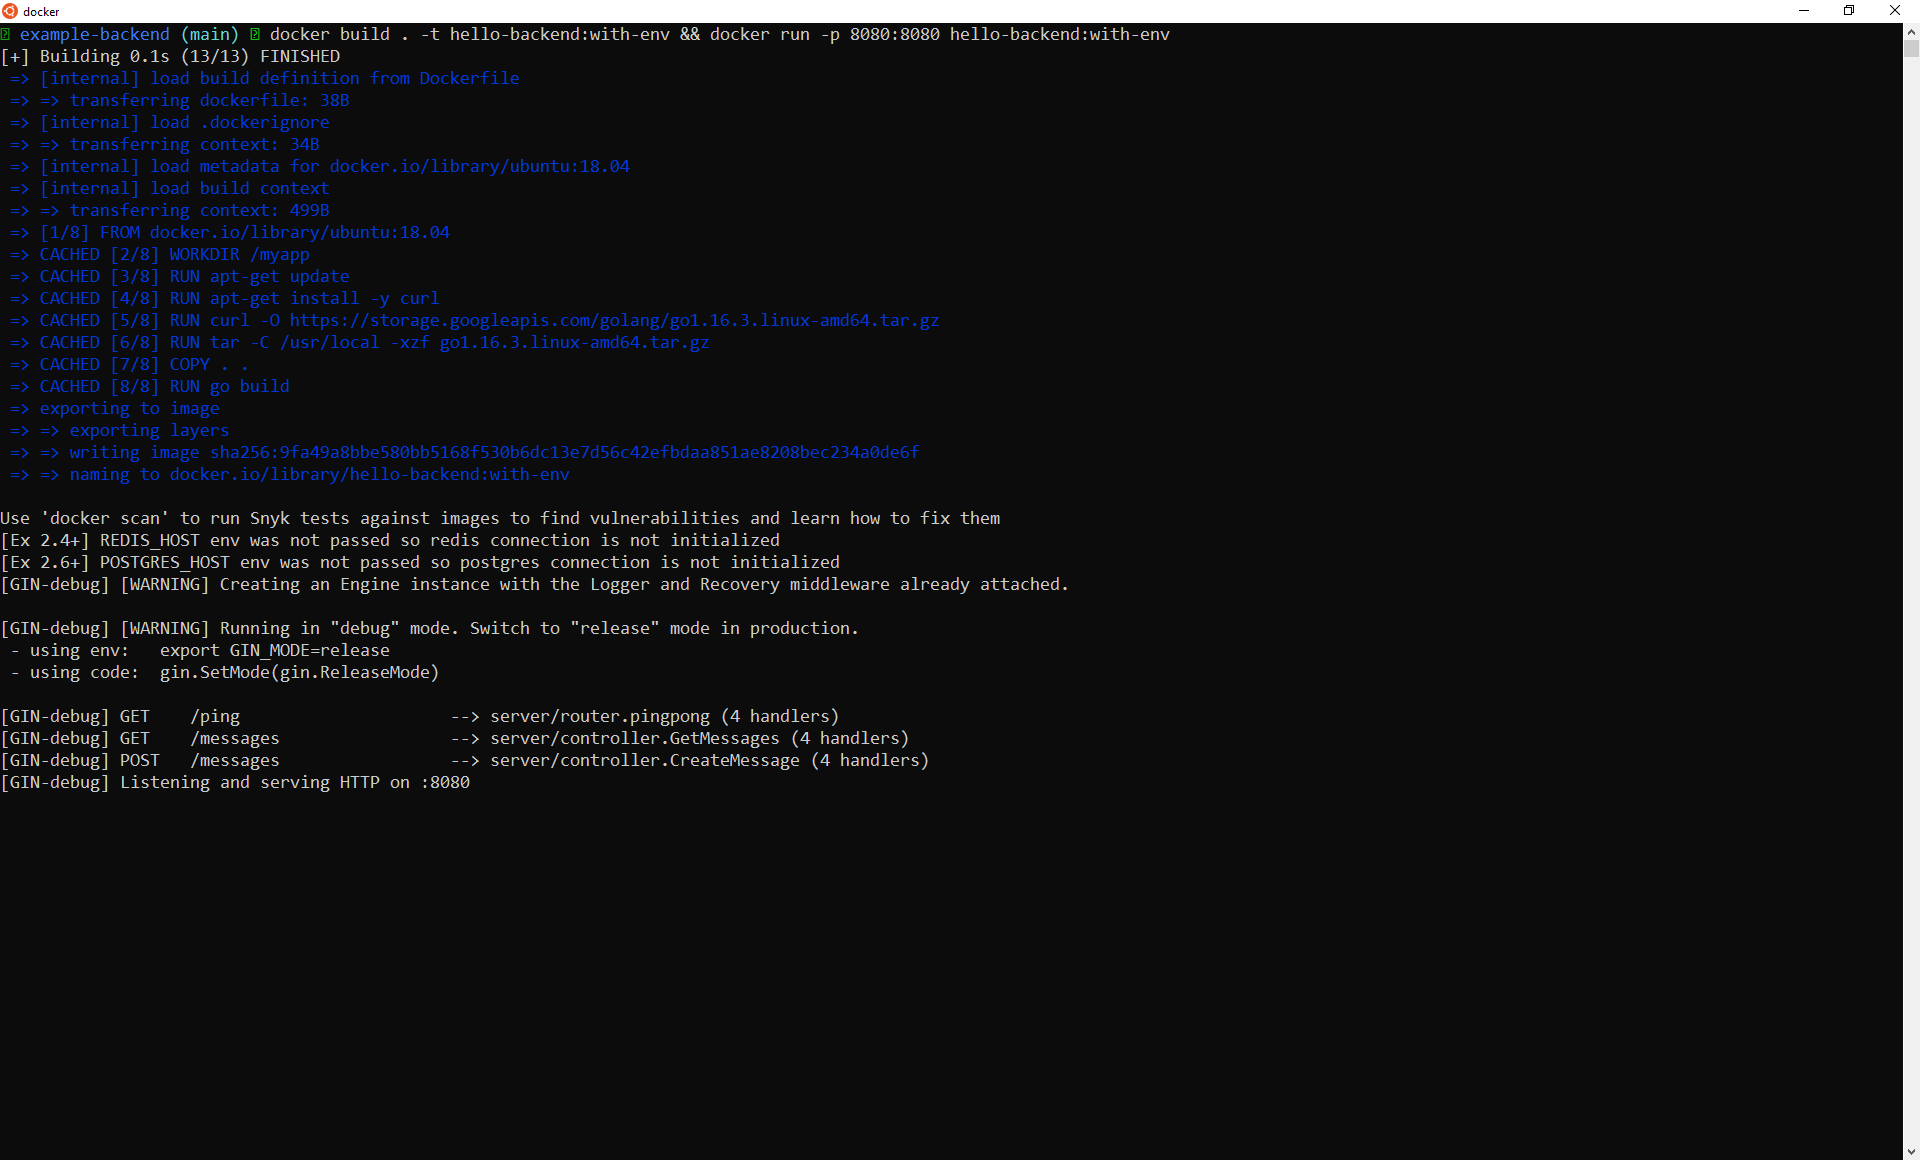 docker
example-backend (main) docker build . -t hello-backend:with-env && docker run -p 8080:8080 hello-backend:with-env
[+] Building 0.1s (13/13) FINISHED
=> [internal] load build definition from Dockerfile
=> => transferring dockerfile: 38B
=> [internal] load .dockerignore
=> => transferring context: 34B
=> [internal] load metadata for docker.io/library/ubuntu:18.04
=> [internal] load build context
=> => transferring context: 499B
=> [1/8] FROM docker.io/library/ubuntu:18.04
=> CACHED [2/8] WORKDIR /myapp
=> CACHED [3/8] RUN apt-get update
=> CACHED [4/8] RUN apt-get install -y curl
=> CACHED [5/8] RUN curl -O https://storage.googleapis.com/golang/go1.16.3.linux-amd64.tar.gz
=> CACHED [6/8] RUN tar -C /usr/local -xzf go1.16.3.linux-amd64.tar.gz
=> CACHED [7/8] COPY . .
=> CACHED [8/8] RUN go build
=> exporting to image
=> => exporting layers
=> => writing image sha256:9fa49a8bbe580bb5168f530b6dc13e7d56c42efbdaa851ae8208bec234a0de6f
=> => naming to docker.io/library/hello-backend:with-env
Use 'docker scan' to run Snyk tests against images to find vulnerabilities and learn how to fix them
[Ex 2.4+] REDIS_HOST env was not passed so redis connection is not initialized
[Ex 2.6+] POSTGRES_HOST env was not passed so postgres connection is not initialized
[GIN-debug] [WARNING] Creating an Engine instance with the Logger and Recovery middleware already attached.
[GIN-debug] [WARNING] Running in "debug" mode. Switch to "release" mode in production.
- using env:   export GIN_MODE=release
- using code:  gin.SetMode(gin.ReleaseMode)
[GIN-debug] GET    /ping                     --> server/router.pingpong (4 handlers)
[GIN-debug] GET    /messages                 --> server/controller.GetMessages (4 handlers)
[GIN-debug] POST   /messages                 --> server/controller.CreateMessage (4 handlers)
[GIN-debug] Listening and serving HTTP on :8080